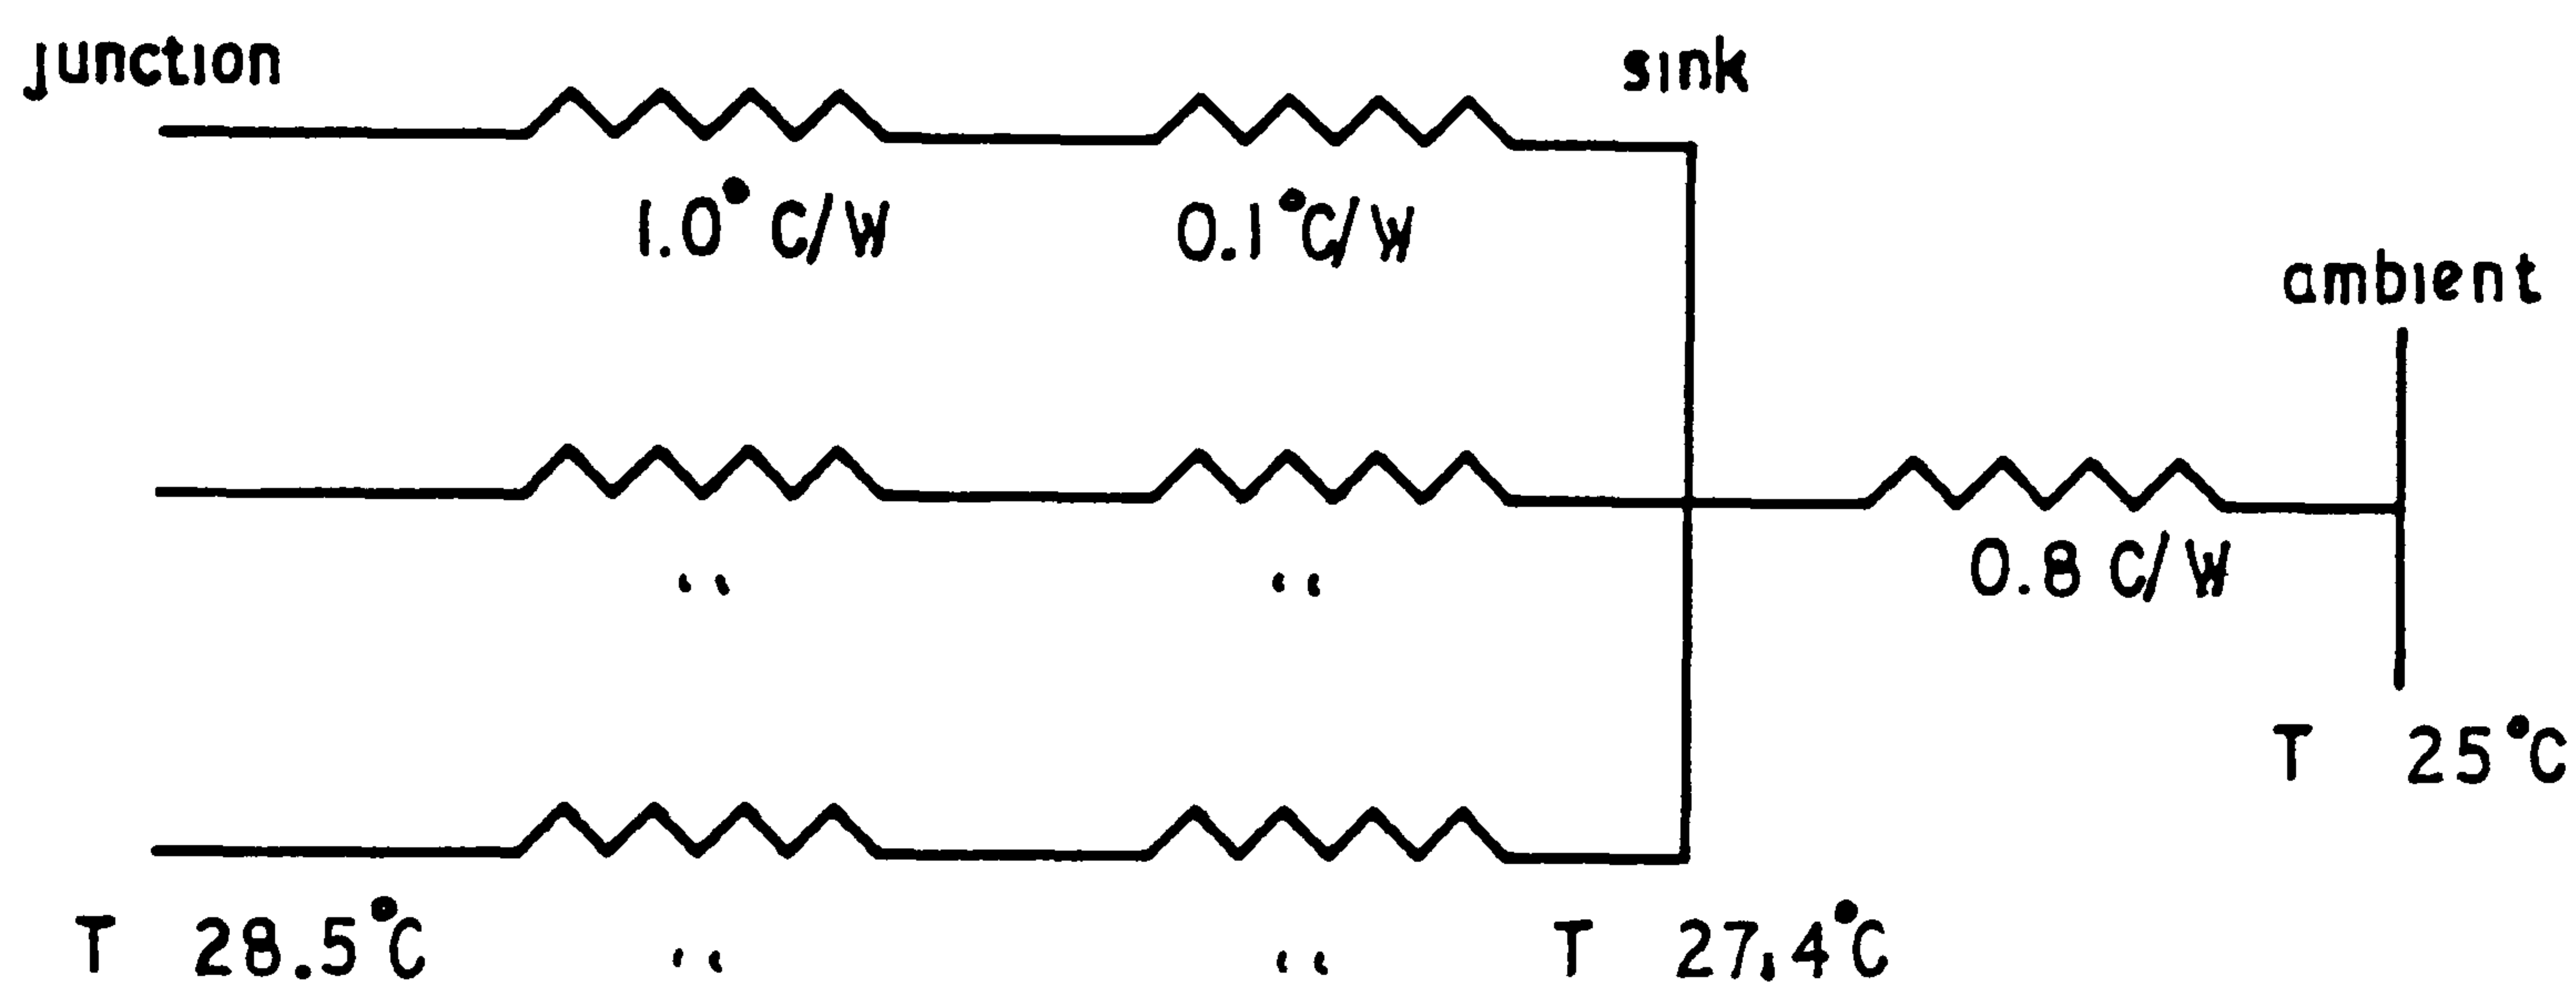 junction
sink
1.0° C/W
0.1°C/W
ambient
0.8 C/W
" "
T 25°C
T 28.5°C
" "
T 27.4°C